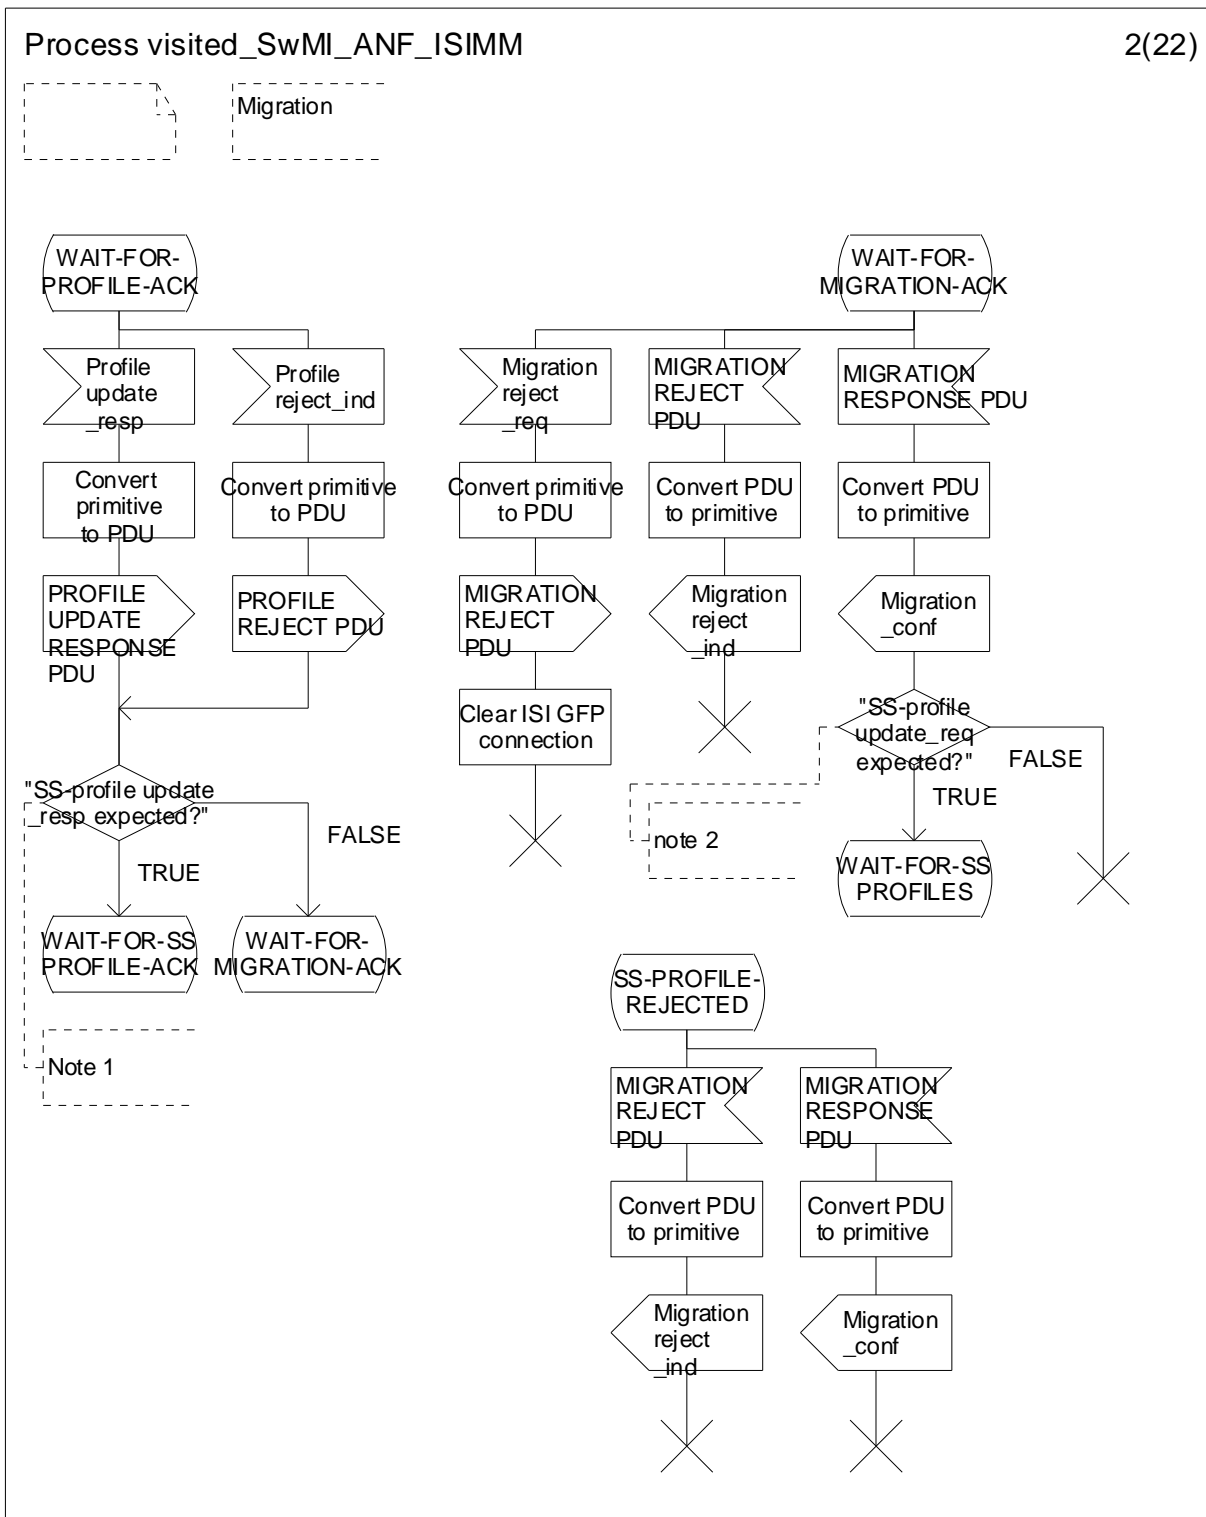 Process visited_SwMI_ANF_ISIMM
2(22)
Migration
WAIT-FOR-
PROFILE-ACK
Profile
update
_resp
Convert
primitive
to PDU
PROFILE
UPDATE
RESPONSE
PDU
Profile
reject_ind
Convert primitive
to PDU
PROFILE
REJECT PDU
"SS-profile update
_resp expected?"
TRUE
FALSE
WAIT-FOR-SS
PROFILE-ACK
WAIT-FOR-
MIGRATION-ACK
Note 1
WAIT-FOR-
MIGRATION-ACK
Migration
reject
_req
Convert primitive
to PDU
MIGRATION
REJECT
PDU
Clear ISI GFP
connection
MIGRATION
REJECT
PDU
Convert PDU
to primitive
Migration
reject
_ind
MIGRATION
RESPONSE PDU
Convert PDU
to primitive
Migration
_conf
"SS-profile
update_req
expected?"
FALSE
TRUE
note 2
WAIT-FOR-SS
PROFILES
SS-PROFILE-
REJECTED
MIGRATION
REJECT
PDU
Convert PDU
to primitive
Migration
reject
_ind
MIGRATION
RESPONSE
PDU
Convert PDU
to primitive
Migration
_conf